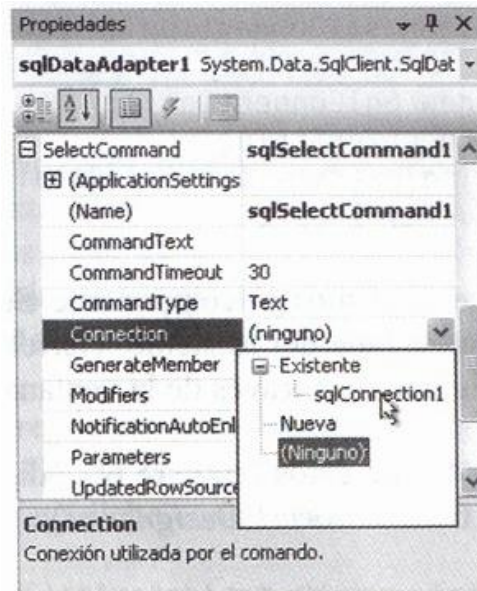 Propiedades
sqlDataAdapter1 System.Data.SqlClient.SqlDat
SelectCommand sqlSelectCommand1
(ApplicationSettings
(Name) sqlSelectCommand1
CommandText
CommandTimeout 30
CommandType Text
Connection (ninguno)
GenerateMember
Modifiers
NotificationAutoEnl
Parameters
UpdatedRowSource
Existente
sqlConnection1
Nueva
(Ninguno)
Connection
Conexión utilizada por el comando.